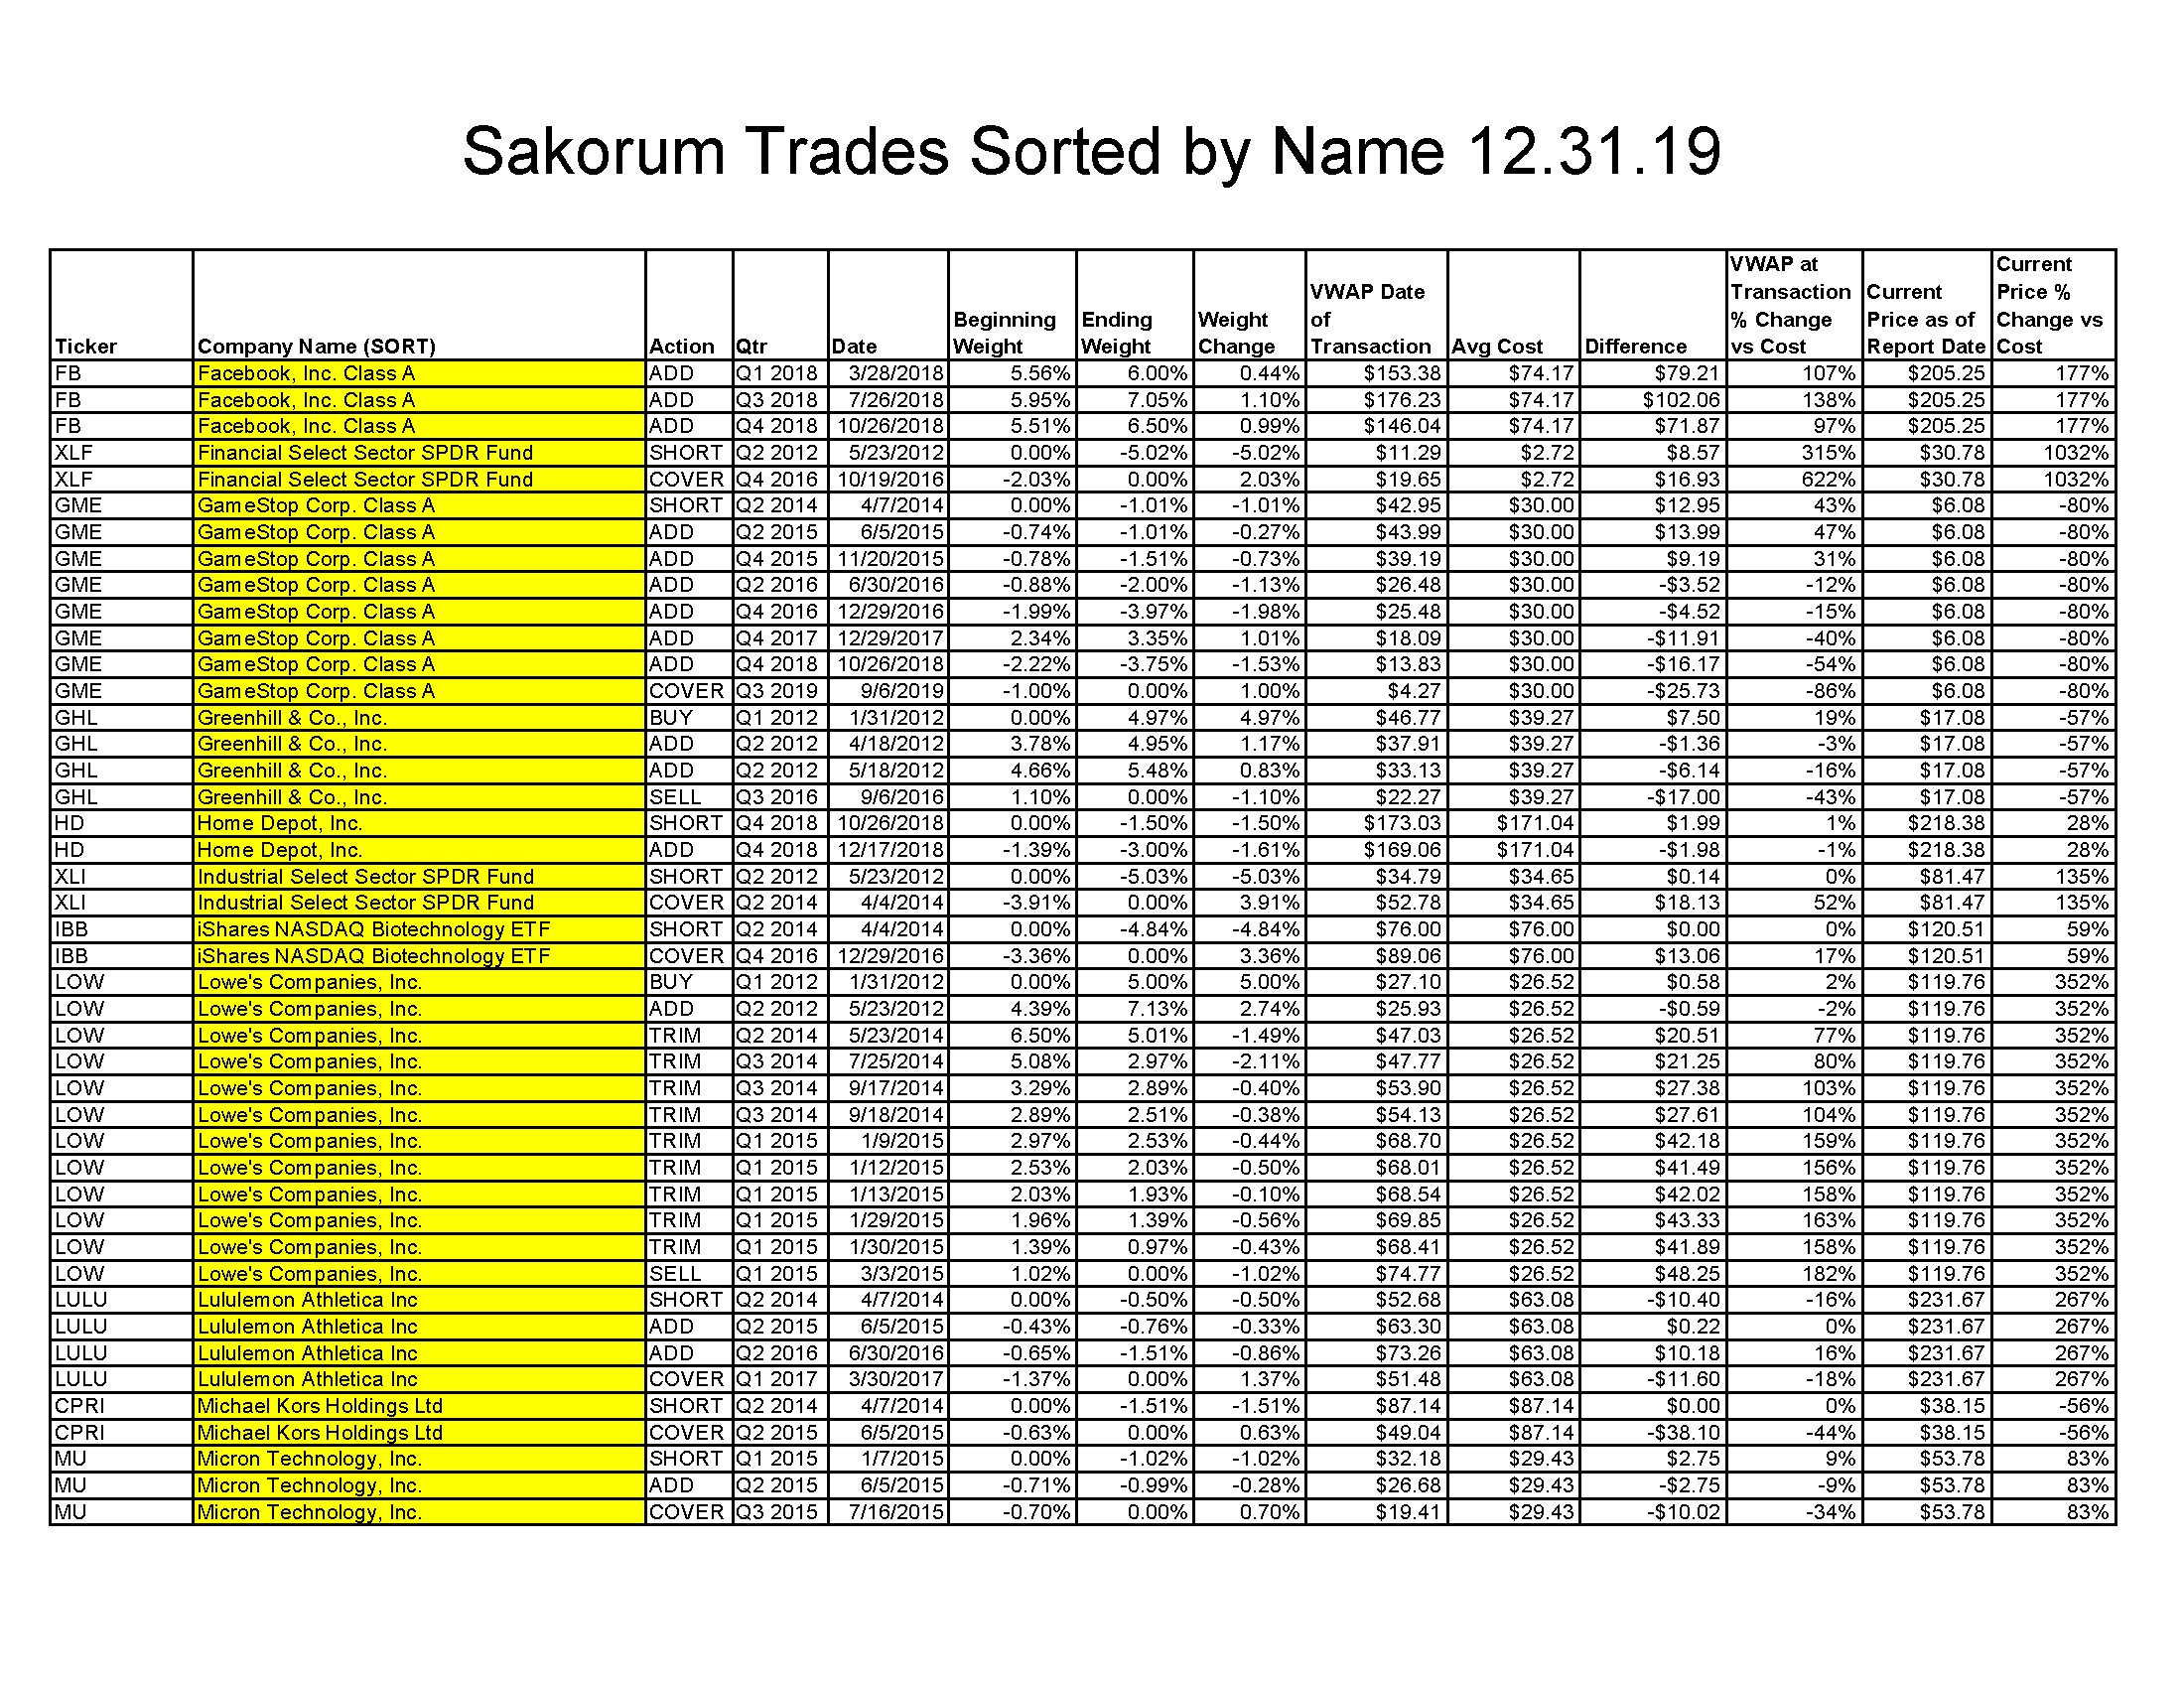 Sakorum Trades Sorted by Name 12.31.19
Ticker Company Name (SORT) Action Qtr Date Beginning Weight Ending Weight Weight Change VWAP Date of Transaction Avg Cost Difference VWAP at Transaction % Change vs Cost Current Price as of Report Date Current Price % Change vs Cost
FB Facebook, Inc. Class A ADD Q1 2018 3/28/2018 5.56% 6.00% 0.44% $153.38 $74.17 $79.21 107% $205.25 177%
FB Facebook, Inc. Class A ADD Q3 2018 7/26/2018 5.95% 7.05% 1.10% $176.23 $74.17 $102.06 138% $205.25 177%
FB Facebook, Inc. Class A ADD Q4 2018 10/26/2018 5.51% 6.50% 0.99% $146.04 $74.17 $71.87 97% $205.25 177%
XLF Financial Select Sector SPDR Fund SHORT Q2 2012 5/23/2012 0.00% -5.02% -5.02% $11.29 $2.72 $8.57 315% $30.78 1032%
XLF Financial Select Sector SPDR Fund COVER Q4 2016 10/19/2016 -2.03% 0.00% 2.03% $19.65 $2.72 $16.93 622% $30.78 1032%
GME GameStop Corp. Class A SHORT Q2 2014 4/7/2014 0.00% -1.01% -1.01% $42.95 $30.00 $12.95 43% $6.08 -80%
GME GameStop Corp. Class A ADD Q2 2015 6/5/2015 -0.74% -1.01% -0.27% $43.99 $30.00 $13.99 47% $6.08 -80%
GME GameStop Corp. Class A ADD Q4 2015 11/20/2015 -0.78% -1.51% -0.73% $39.19 $30.00 $9.19 31% $6.08 -80%
GME GameStop Corp. Class A ADD Q2 2016 6/30/2016 -0.88% -2.00% -1.13% $26.48 $30.00 -$3.52 -12% $6.08 -80%
GME GameStop Corp. Class A ADD Q4 2016 12/29/2016 -1.99% -3.97% -1.98% $25.48 $30.00 -$4.52 -15% $6.08 -80%
GME GameStop Corp. Class A ADD Q4 2017 12/29/2017 2.34% 3.35% 1.01% $18.09 $30.00 -$11.91 -40% $6.08 -80%
GME GameStop Corp. Class A ADD Q4 2018 10/26/2018 -2.22% -3.75% -1.53% $13.83 $30.00 -$16.17 -54% $6.08 -80%
GME GameStop Corp. Class A COVER Q3 2019 9/6/2019 -1.00% 0.00% 1.00% $4.27 $30.00 -$25.73 -86% $6.08 -80%
GHL Greenhill & Co., Inc. BUY Q1 2012 1/31/2012 0.00% 4.97% 4.97% $46.77 $39.27 $7.50 19% $17.08 -57%
GHL Greenhill & Co., Inc. ADD Q2 2012 4/18/2012 3.78% 4.95% 1.17% $37.91 $39.27 -$1.36 -3% $17.08 -57%
GHL Greenhill & Co., Inc. ADD Q2 2012 5/18/2012 4.66% 5.48% 0.83% $33.13 $39.27 -$6.14 -16% $17.08 -57%
GHL Greenhill & Co., Inc. SELL Q3 2016 9/6/2016 1.10% 0.00% -1.10% $22.27 $39.27 -$17.00 -43% $17.08 -57%
HD Home Depot, Inc. SHORT Q4 2018 10/26/2018 0.00% -1.50% -1.50% $173.03 $171.04 $1.99 1% $218.38 28%
HD Home Depot, Inc. ADD Q4 2018 12/17/2018 -1.39% -3.00% -1.61% $169.06 $171.04 -$1.98 -1% $218.38 28%
XLI Industrial Select Sector SPDR Fund SHORT Q2 2012 5/23/2012 0.00% -5.03% -5.03% $34.79 $34.65 $0.14 0% $81.47 135%
XLI Industrial Select Sector SPDR Fund COVER Q2 2014 4/4/2014 -3.91% 0.00% 3.91% $52.78 $34.65 $18.13 52% $81.47 135%
IBB iShares NASDAQ Biotechnology ETF SHORT Q2 2014 4/4/2014 0.00% -4.84% -4.84% $76.00 $76.00 $0.00 0% $120.51 59%
IBB iShares NASDAQ Biotechnology ETF COVER Q4 2016 12/29/2016 -3.36% 0.00% 3.36% $89.06 $76.00 $13.06 17% $120.51 59%
LOW Lowe's Companies, Inc. BUY Q1 2012 1/31/2012 0.00% 5.00% 5.00% $27.10 $26.52 $0.58 2% $119.76 352%
LOW Lowe's Companies, Inc. ADD Q2 2012 5/23/2012 4.39% 7.13% 2.74% $25.93 $26.52 -$0.59 -2% $119.76 352%
LOW Lowe's Companies, Inc. TRIM Q2 2014 5/23/2014 6.50% 5.01% -1.49% $47.03 $26.52 $20.51 77% $119.76 352%
LOW Lowe's Companies, Inc. TRIM Q3 2014 7/25/2014 5.08% 2.97% -2.11% $47.77 $26.52 $21.25 80% $119.76 352%
LOW Lowe's Companies, Inc. TRIM Q3 2014 9/17/2014 3.29% 2.89% -0.40% $53.90 $26.52 $27.38 103% $119.76 352%
LOW Lowe's Companies, Inc. TRIM Q3 2014 9/18/2014 2.89% 2.51% -0.38% $54.13 $26.52 $27.61 104% $119.76 352%
LOW Lowe's Companies, Inc. TRIM Q1 2015 1/9/2015 2.97% 2.53% -0.44% $68.70 $26.52 $42.18 159% $119.76 352%
LOW Lowe's Companies, Inc. TRIM Q1 2015 1/12/2015 2.53% 2.03% -0.50% $68.01 $26.52 $41.49 156% $119.76 352%
LOW Lowe's Companies, Inc. TRIM Q1 2015 1/13/2015 2.03% 1.93% -0.10% $68.54 $26.52 $42.02 158% $119.76 352%
LOW Lowe's Companies, Inc. TRIM Q1 2015 1/29/2015 1.96% 1.39% -0.56% $69.85 $26.52 $43.33 163% $119.76 352%
LOW Lowe's Companies, Inc. TRIM Q1 2015 1/30/2015 1.39% 0.97% -0.43% $68.41 $26.52 $41.89 158% $119.76 352%
LOW Lowe's Companies, Inc. SELL Q1 2015 3/3/2015 1.02% 0.00% -1.02% $74.77 $26.52 $48.25 182% $119.76 352%
LULU Lululemon Athletica Inc SHORT Q2 2014 4/7/2014 0.00% -0.50% -0.50% $52.68 $63.08 -$10.40 -16% $231.67 267%
LULU Lululemon Athletica Inc ADD Q2 2015 6/5/2015 -0.43% -0.76% -0.33% $63.30 $63.08 $0.22 0% $231.67 267%
LULU Lululemon Athletica Inc ADD Q2 2016 6/30/2016 -0.65% -1.51% -0.86% $73.26 $63.08 $10.18 16% $231.67 267%
LULU Lululemon Athletica Inc COVER Q1 2017 3/30/2017 -1.37% 0.00% 1.37% $51.48 $63.08 -$11.60 -18% $231.67 267%
CPRI Michael Kors Holdings Ltd SHORT Q2 2014 4/7/2014 0.00% -1.51% -1.51% $87.14 $87.14 $0.00 0% $38.15 -56%
CPRI Michael Kors Holdings Ltd COVER Q2 2015 6/5/2015 -0.63% 0.00% 0.63% $49.04 $87.14 -$38.10 -44% $38.15 -56%
MU Micron Technology, Inc. SHORT Q1 2015 1/7/2015 0.00% -1.02% -1.02% $32.18 $29.43 $2.75 9% $53.78 83%
MU Micron Technology, Inc. ADD Q2 2015 6/5/2015 -0.71% -0.99% -0.28% $26.68 $29.43 -$2.75 -9% $53.78 83%
MU Micron Technology, Inc. COVER Q3 2015 7/16/2015 -0.70% 0.00% 0.70% $19.41 $29.43 -$10.02 -34% $53.78 83%